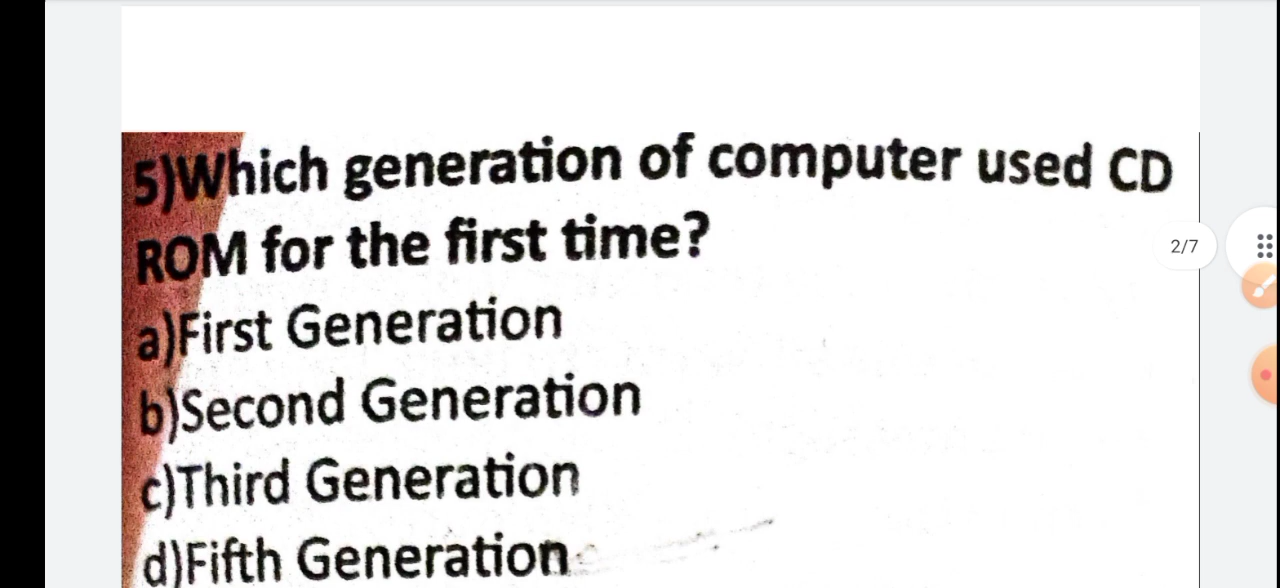 5)Which generation of computer used CD
ROM for the first time?
2/7
a)First Generation
b)Second Generation
c)Third Generation
d)Fifth Generation